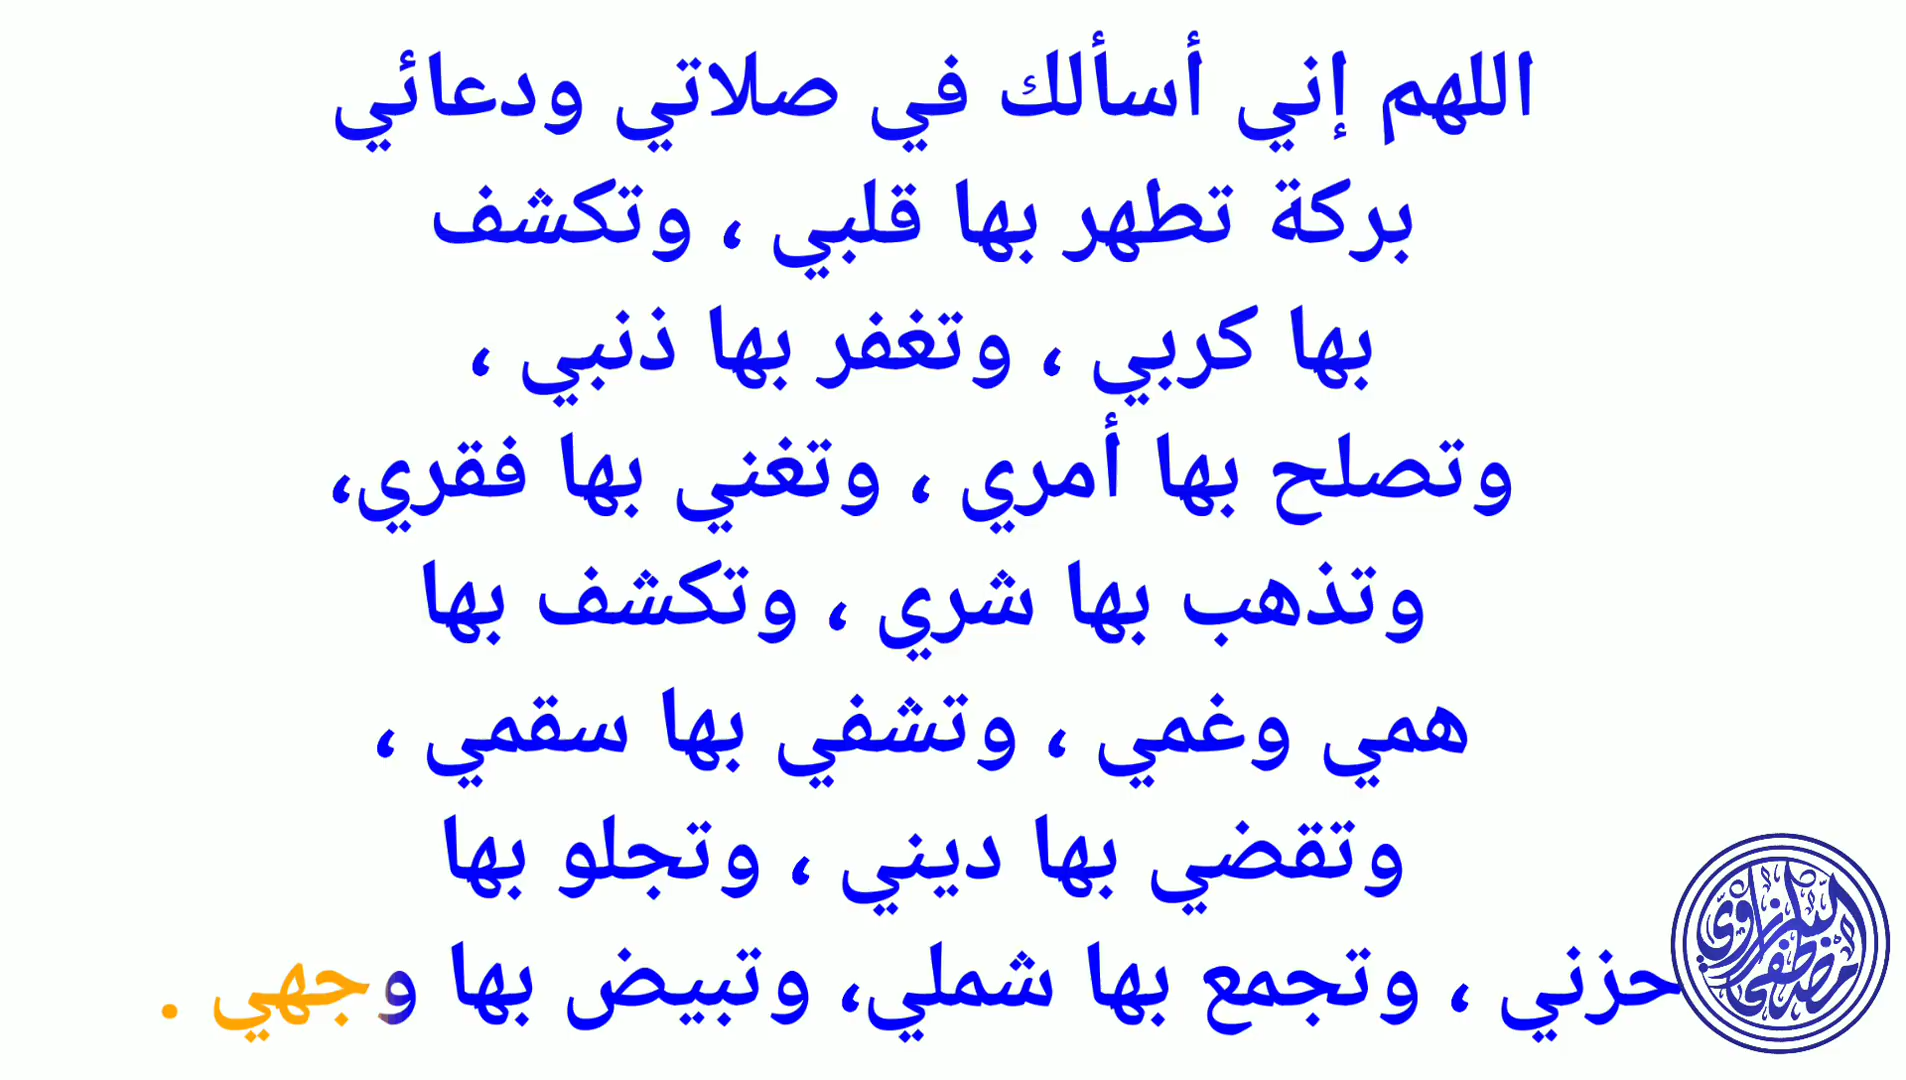 اللهم إني أسألك في صلاتي ودعائي
بركة تطهر بها قلبي ، وتكشف
بها كربي ، وتغفر بها ذنبي ،
وتصلح بها أمري ، وتغني بها فقري،
وتذهب بها شري ، وتكشف بها
همي وغمي ، وتشفي بها سقمي ،
وتقضي بها ديني ، وتجلو بها
حزني ، وتجمع بها شملي، وتبيض بها وجهي .